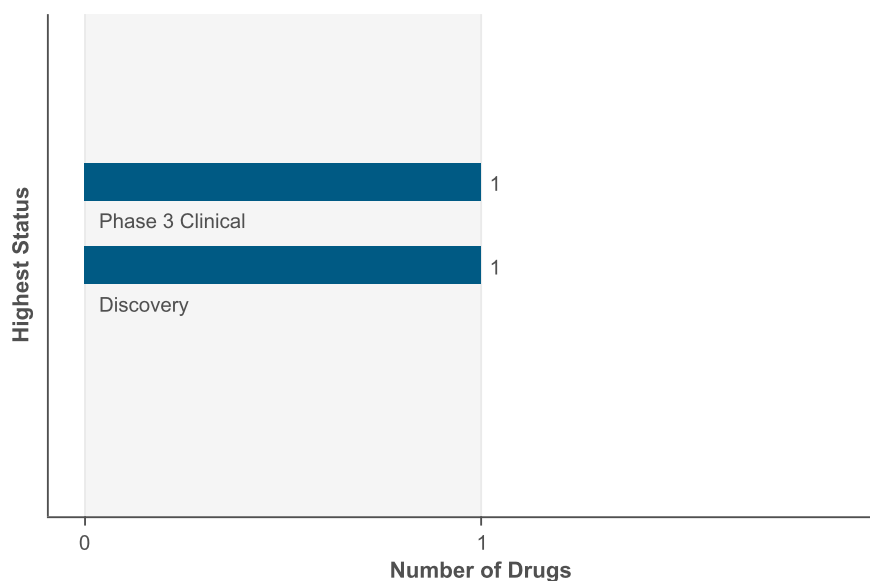 Highest Status
1
Phase 3 Clinical
1
Discovery
0
1
Number of Drugs